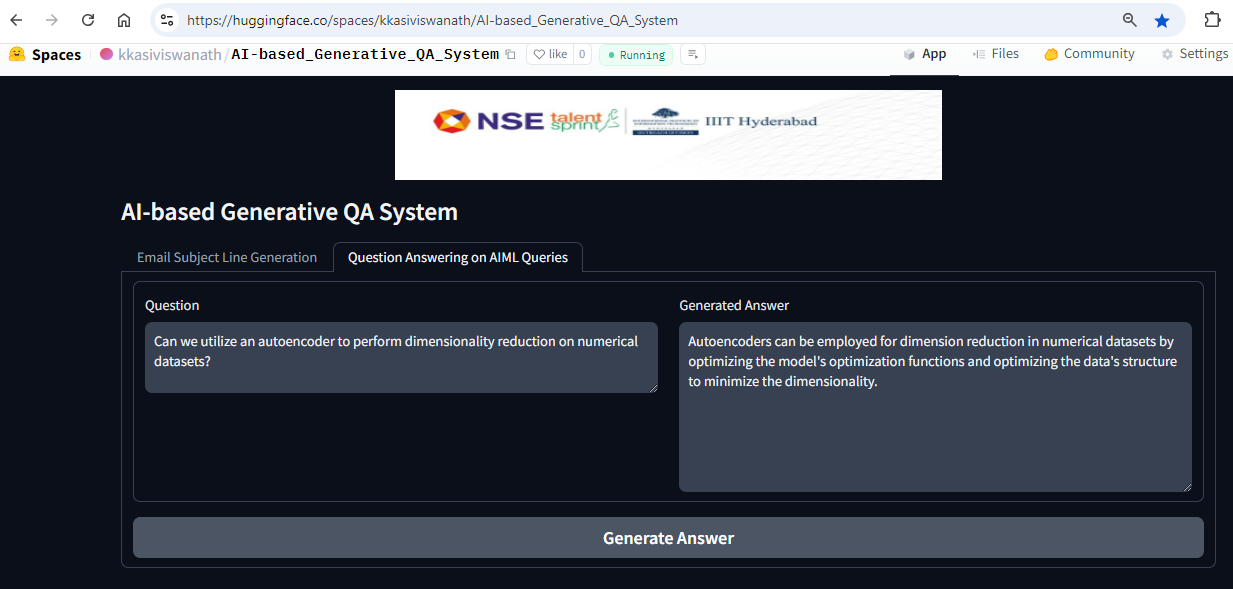 https://huggingface.co/spaces/kkasiviswanath/AI-based_Generative_QA_System
Spaces kkasiviswanath/AI-based_Generative_QA_System like 0 Running App Files Community Settings
NSE talent sprint IIIT Hyderabad
AI-based Generative QA System
Email Subject Line Generation Question Answering on AIML Queries
Question
Can we utilize an autoencoder to perform dimensionality reduction on numerical
datasets?
Generated Answer
Autoencoders can be employed for dimension reduction in numerical datasets by
optimizing the model's optimization functions and optimizing the data's structure
to minimize the dimensionality.
Generate Answer